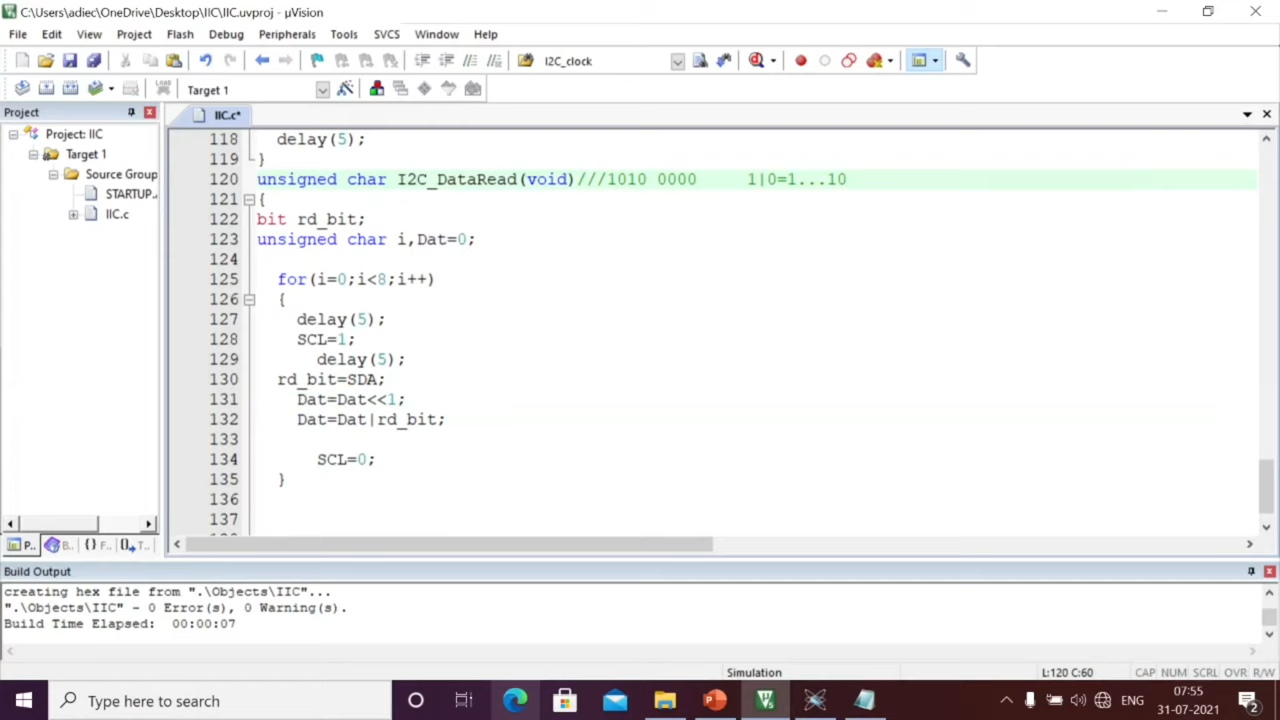 C:\Users\adiec\OneDrive\Desktop\IIC\IIC.uvproj - µVision
File Edit View Project Flash Debug Peripherals Tools SVCS Window Help
I2C_clock
LOAD Target 1
Project
IIC.c*
Project: IIC
Target 1
Source Group
STARTUP.
IIC.c
118 delay(5);
119 }
120 unsigned char I2C_DataRead(void)///1010 0000 1|0=1...10
121 {
122 bit rd_bit;
123 unsigned char i,Dat=0;
124
125 for(i=0;i<8;i++)
126 {
127 delay(5);
128 SCL=1;
129 delay(5);
130 rd_bit=SDA;
131 Dat=Dat<<1;
132 Dat=Dat|rd_bit;
133
134 SCL=0;
135 }
136
137
P.. B.. {} F.. T..
Build Output
creating hex file from ".\Objects\IIC"...
".\Objects\IIC" - 0 Error(s), 0 Warning(s).
Build Time Elapsed: 00:00:07
Simulation L:120 C:60 CAP NUM SCRL OVR R/W
Type here to search
ENG
07:55
31-07-2021
2